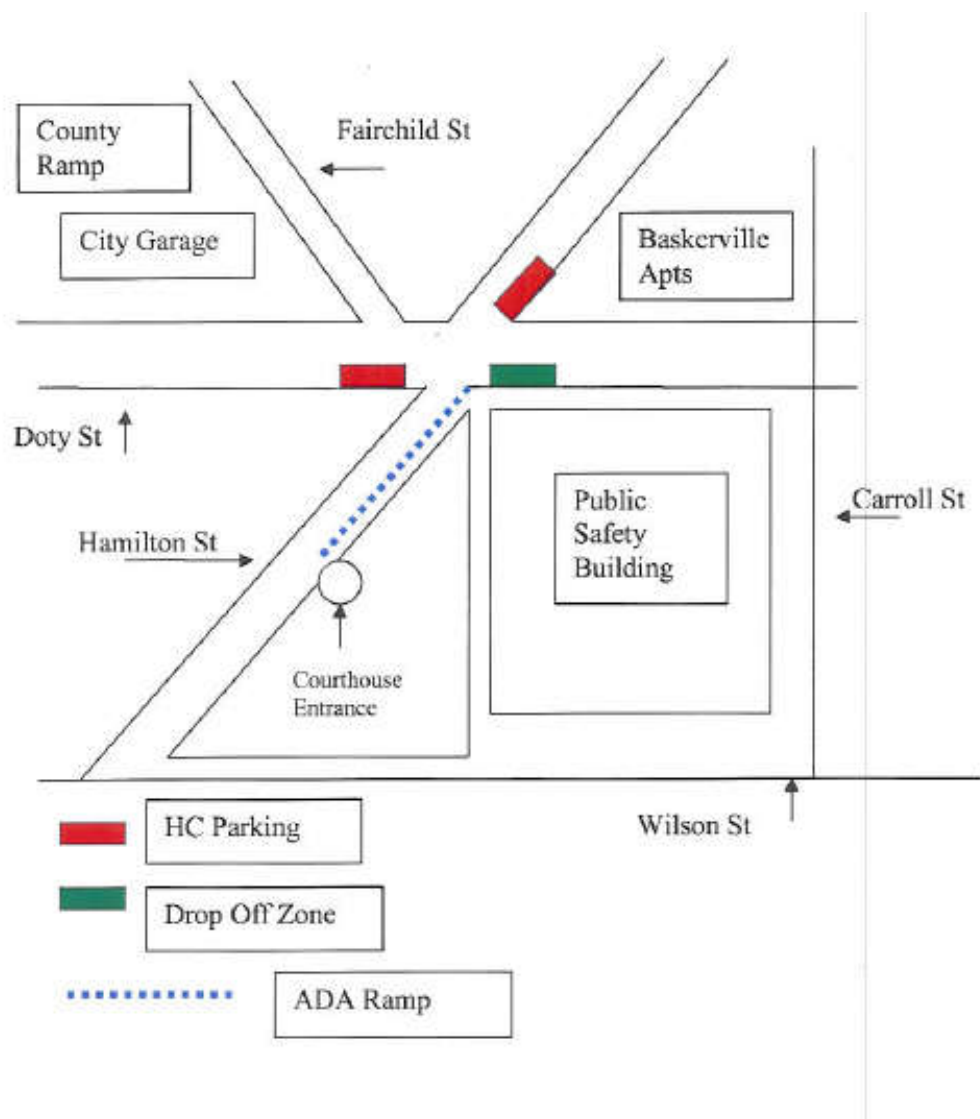 Fairchild St
County
Ramp
City Garage
Baskerville
Apts
Doty St
Hamilton St
Public
Safety
Building
Carroll St
Courthouse
Entrance
Wilson St
HC Parking
Drop Off Zone
ADA Ramp